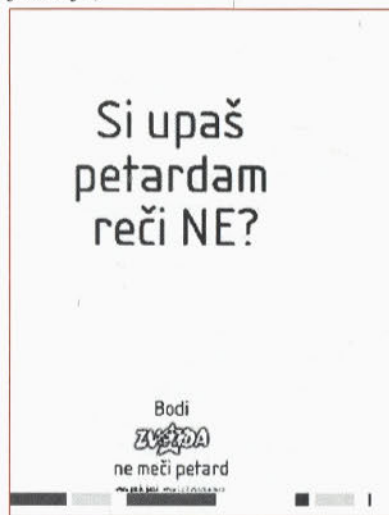 Si upaš
petardam
reči NE?
Bodi
ZVEZDA
ne meči petard